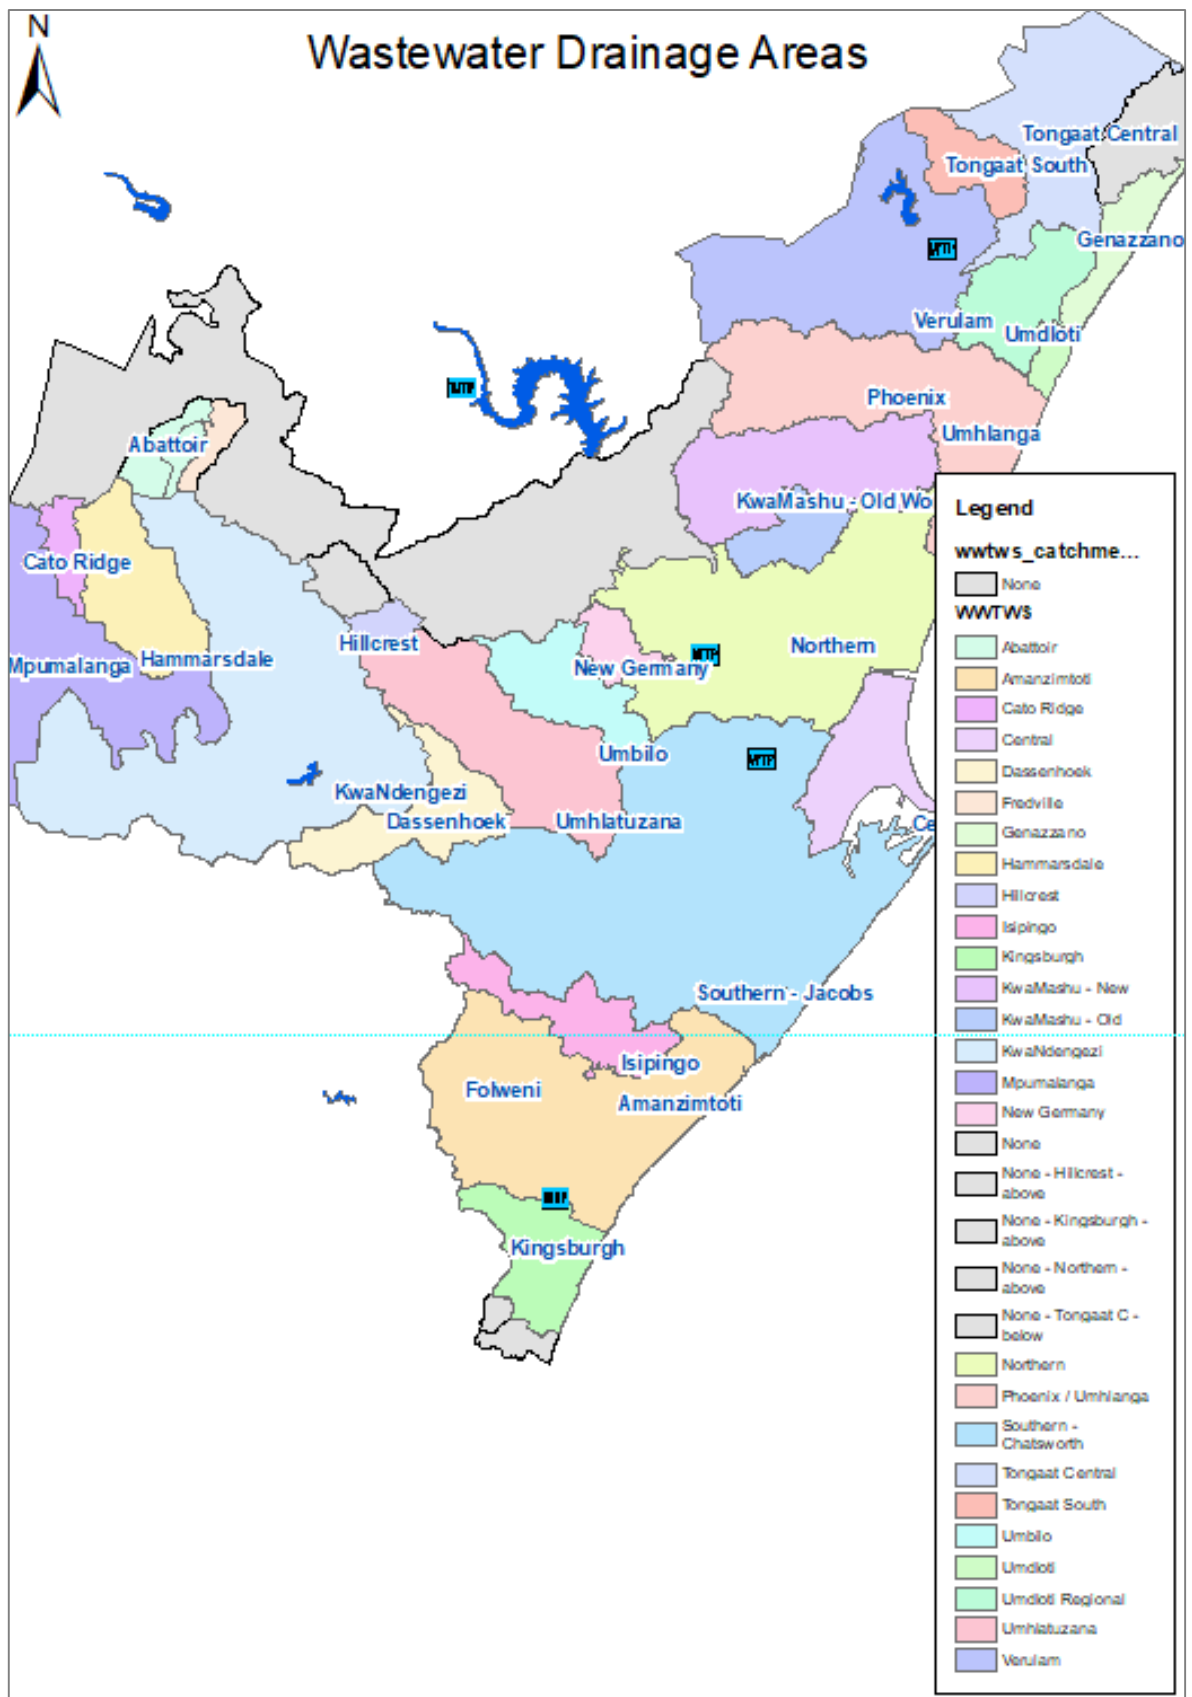 N
Wastewater Drainage Areas
Tongaat Central
Tongaat South
Genazzano
Verulam
Umdloti
Phoenix
Umhlanga
Abattoir
KwaMashu - Old Wo
Cato Ridge
Hillcrest
Northern
Mpumalanga
Hammarsdale
New Germany
Umbilo
KwaNdengezi
Dassenhoek
Umhlatuzana
Ce
Southern - Jacobs
Isipingo
Folweni
Amanzimtoti
Kingsburgh
Legend
wwtws_catchme...
None
WWTWS
Abattoir
Amanzimtoti
Cato Ridge
Central
Dassenhoek
Fredville
Genazzano
Hammarsdale
Hillcrest
Isipingo
Kingsburgh
KwaMashu - New
KwaMashu - Old
KwaNdengezi
Mpumalanga
New Germany
None
None - Hillcrest -
above
None - Kingsburgh -
above
None - Northern -
above
None - Tongaat C -
below
Northern
Phoenix / Umhlanga
Southern -
Chatsworth
Tongaat Central
Tongaat South
Umbilo
Umdloti
Umdloti Regional
Umhlatuzana
Verulam